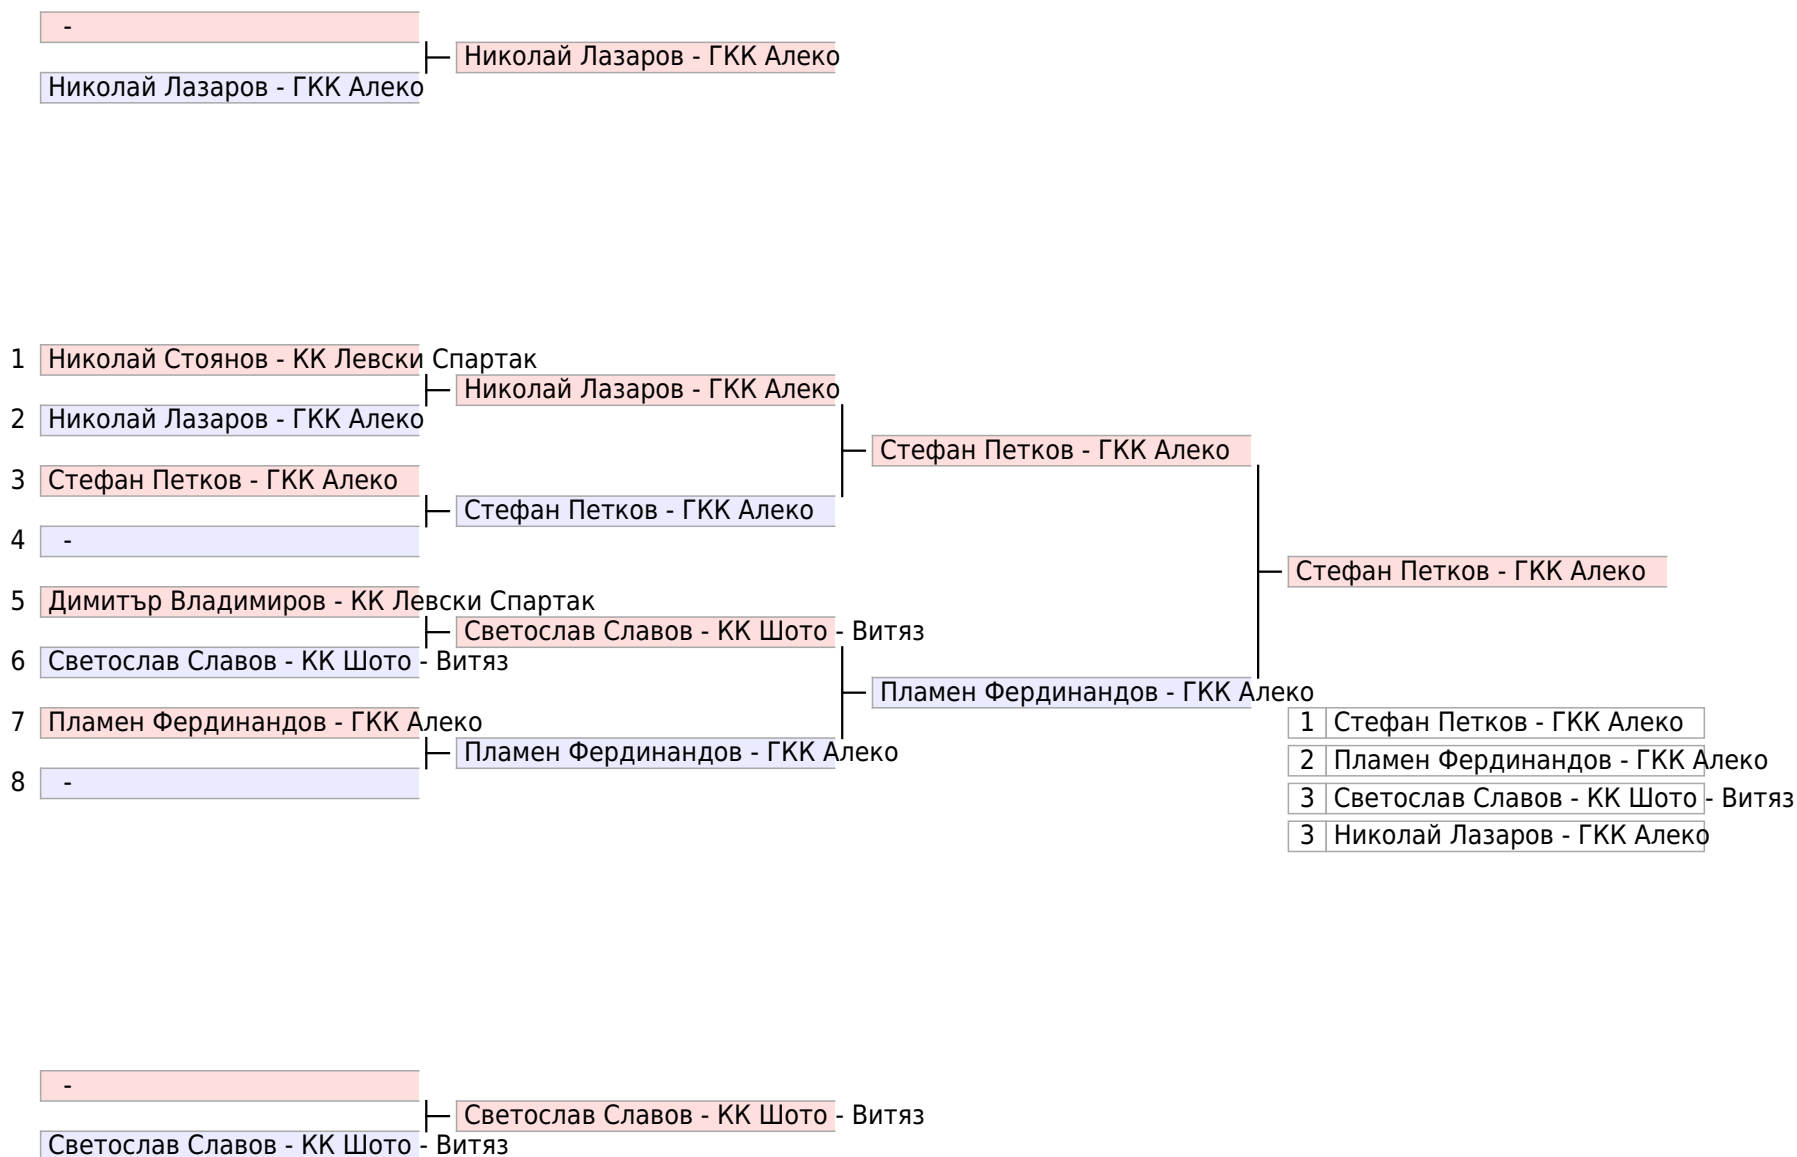 -
Николай Лазаров - ГКК Алеко
Николай Лазаров - ГКК Алеко
1 Николай Стоянов - КК Левски Спартак
Николай Лазаров - ГКК Алеко
2 Николай Лазаров - ГКК Алеко
Стефан Петков - ГКК Алеко
3 Стефан Петков - ГКК Алеко
Стефан Петков - ГКК Алеко
4 -
Стефан Петков - ГКК Алеко
5 Димитър Владимиров - КК Левски Спартак
Светослав Славов - КК Шото - Витяз
6 Светослав Славов - КК Шото - Витяз
Пламен Фердинандов - ГКК Алеко
7 Пламен Фердинандов - ГКК Алеко
Пламен Фердинандов - ГКК Алеко
8 -
1 Стефан Петков - ГКК Алеко
2 Пламен Фердинандов - ГКК Алеко
3 Светослав Славов - КК Шото - Витяз
3 Николай Лазаров - ГКК Алеко
-
Светослав Славов - КК Шото - Витяз
Светослав Славов - КК Шото - Витяз